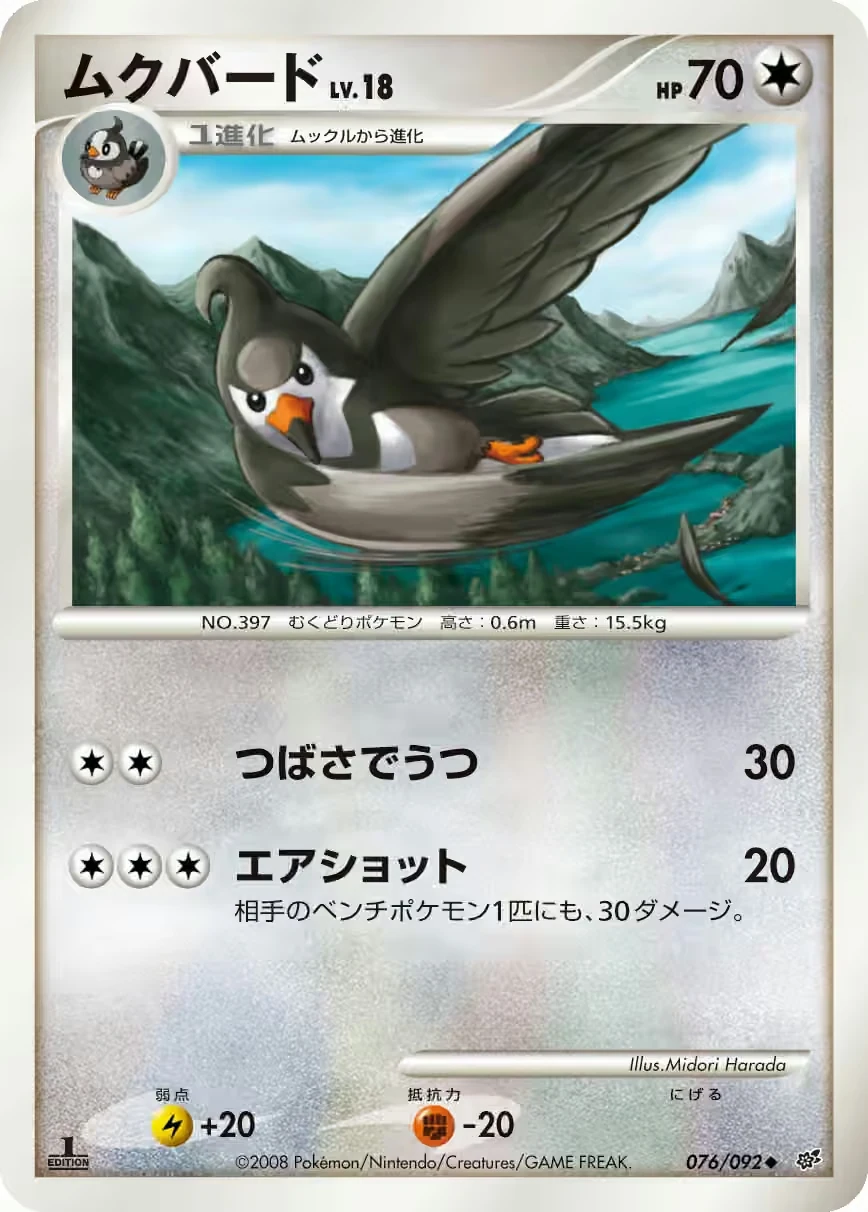 ムクバード LV.18 HP 70
1進化 ムックルから進化
NO.397 むくどりポケモン 高さ:0.6m 重さ:15.5kg
つばさでうつ 30
エアショット 20
相手のベンチポケモン1匹にも、30ダメージ。
Illus.Midori Harada
弱点 抵抗力 にげる
+20 -20
1 EDITION ©2008 Pokémon/Nintendo/Creatures/GAME FREAK. 076/092◆